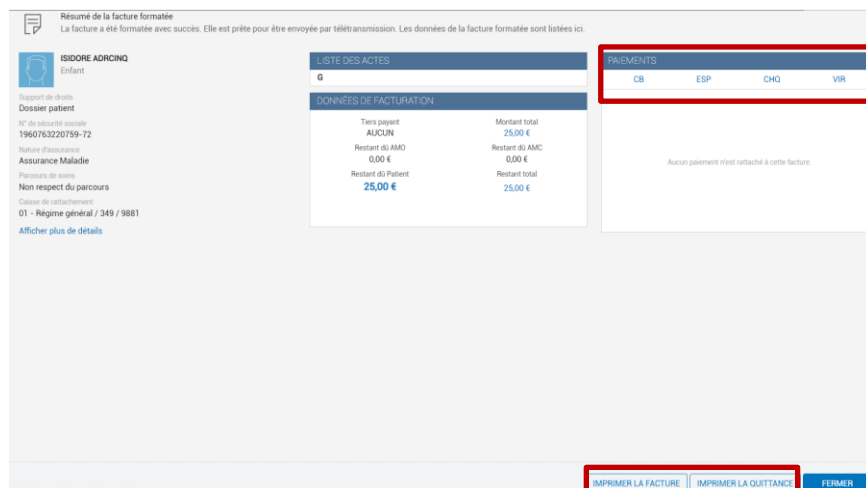 Résumé de la facture formatée
La facture a été formatée avec succès. Elle est prête pour être envoyée par télétransmission. Les données de la facture formatée sont listées ici.
ISIDORE ADRCINQ
Enfant
Support de droits
Dossier patient
N° de sécurité sociale
1960763220759-72
Nature d'assurance
Assurance Maladie
Parcours de soins
Non respect du parcours
Caisse de rattachement
01 - Régime général / 349 / 9881
Afficher plus de détails
LISTE DES ACTES
G
DONNÉES DE FACTURATION
Tiers payant Montant total
AUCUN 25,00 €
Restant dû AMO Restant dû AMC
0,00 € 0,00 €
Restant dû Patient Restant total
25,00 € 25,00 €
PAIEMENTS
CB ESP CHQ VIR
Aucun paiement n'est rattaché à cette facture.
IMPRIMER LA FACTURE IMPRIMER LA QUITTANCE FERMER